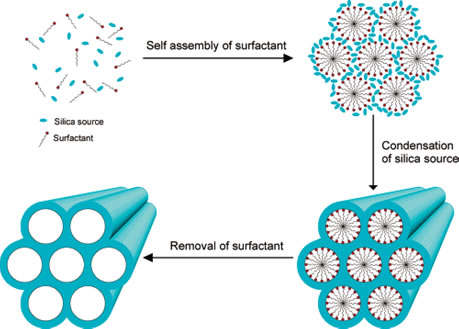 Self assembly of surfactant
Silica source
Surfactant
Condensation
of silica source
Removal of surfactant